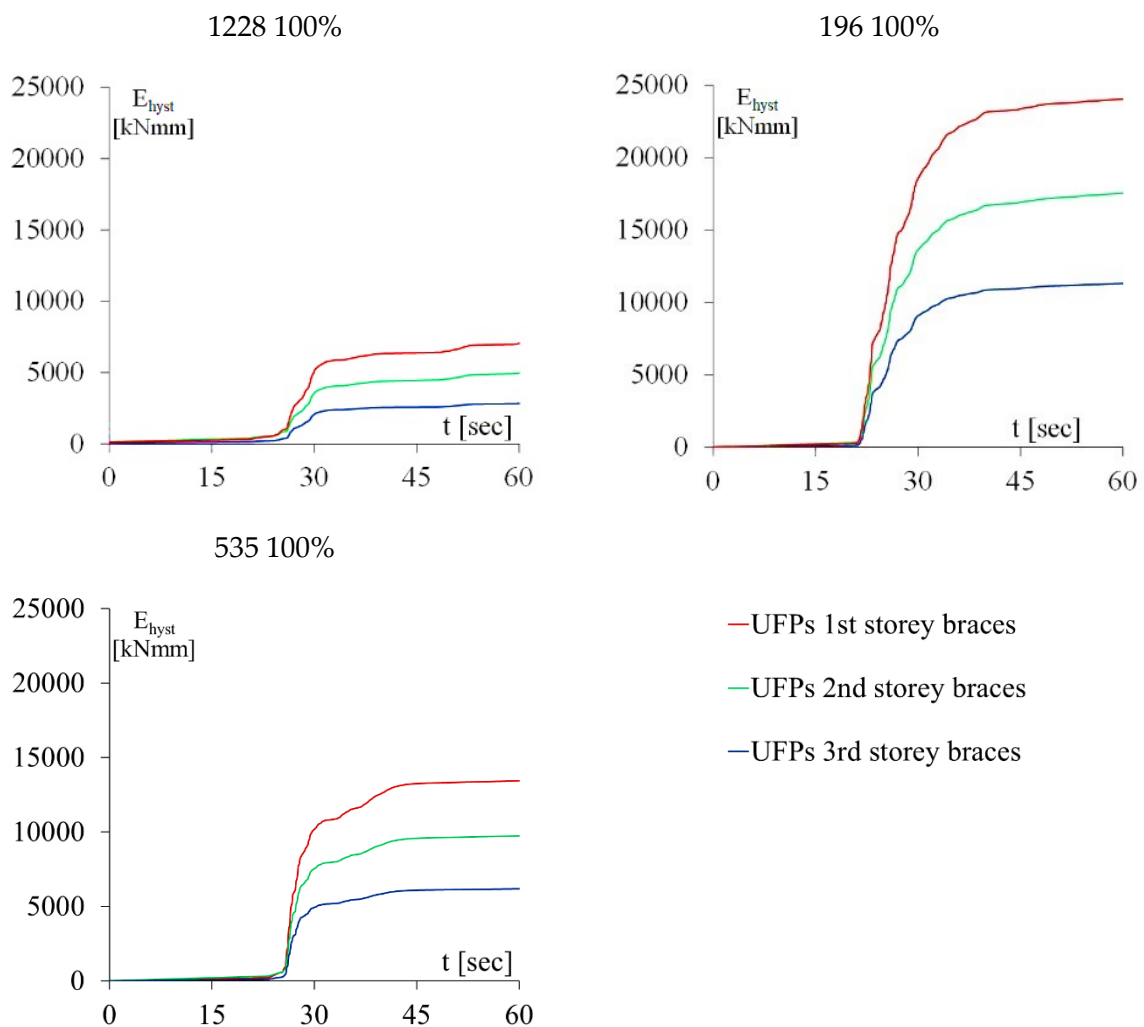 1228 100%
25000
20000
15000
10000
5000
0
E_hyst
[kNmm]
t [sec]
0 15 30 45 60
196 100%
25000
20000
15000
10000
5000
0
E_hyst
[kNmm]
t [sec]
0 15 30 45 60
535 100%
25000
20000
15000
10000
5000
0
E_hyst
[kNmm]
t [sec]
0 15 30 45 60
UFPs 1st storey braces
UFPs 2nd storey braces
UFPs 3rd storey braces